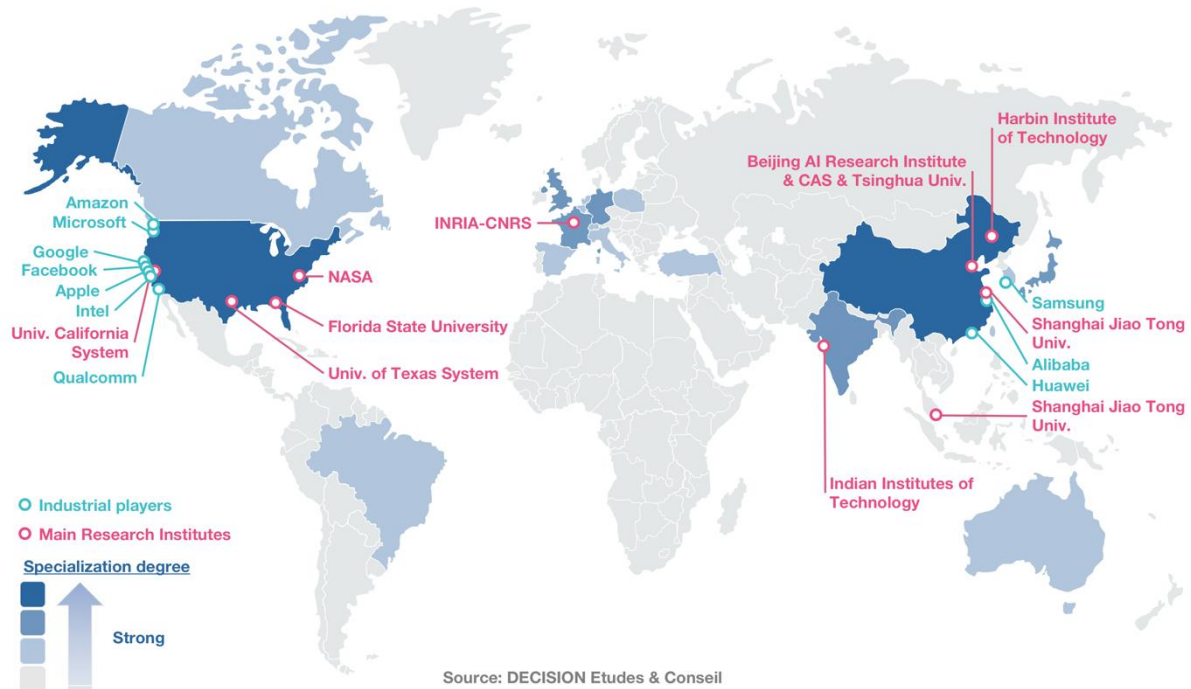 Harbin Institute
of Technology
Beijing AI Research Institute
& CAS & Tsinghua Univ.
Amazon
Microsoft
Google
Facebook
Apple
Intel
Univ. California
System
Qualcomm
NASA
Florida State University
Univ. of Texas System
INRIA-CNRS
Samsung
Shanghai Jiao Tong
Univ.
Alibaba
Huawei
Shanghai Jiao Tong
Univ.
Indian Institutes of
Technology
Industrial players
Main Research Institutes
Specialization degree
Strong
Source: DECISION Etudes & Conseil